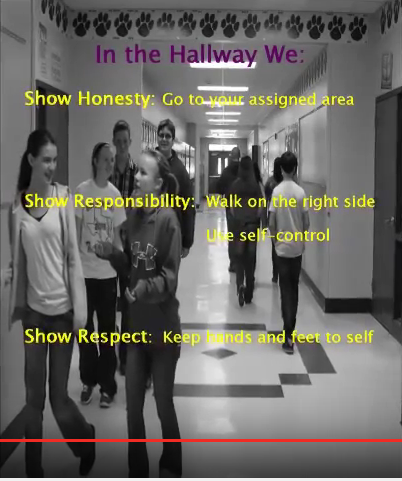 In the Hallway We:
Show Honesty: Go to your assigned area
Show Responsibility: Walk on the right side
Use self-control
Show Respect: Keep hands and feet to self